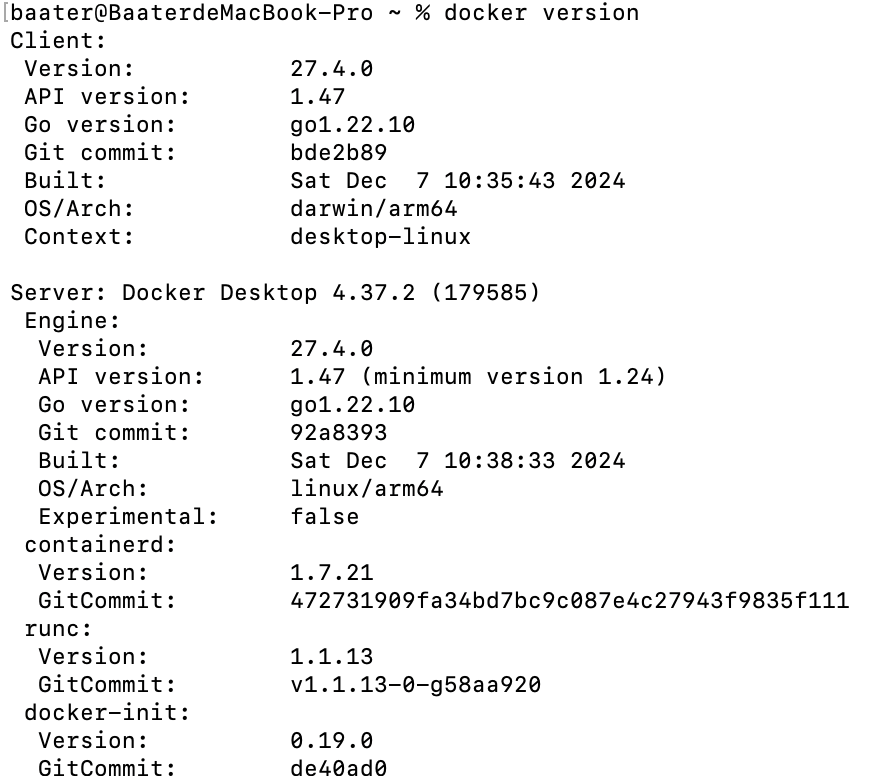 [baater@BaaterdeMacBook-Pro ~ % docker version
Client:
 Version:           27.4.0
 API version:       1.47
 Go version:        go1.22.10
 Git commit:        bde2b89
 Built:             Sat Dec  7 10:35:43 2024
 OS/Arch:           darwin/arm64
 Context:           desktop-linux

Server: Docker Desktop 4.37.2 (179585)
 Engine:
  Version:          27.4.0
  API version:      1.47 (minimum version 1.24)
  Go version:       go1.22.10
  Git commit:       92a8393
  Built:            Sat Dec  7 10:38:33 2024
  OS/Arch:          linux/arm64
  Experimental:     false
 containerd:
  Version:          1.7.21
  GitCommit:        472731909fa34bd7bc9c087e4c27943f9835f111
 runc:
  Version:          1.1.13
  GitCommit:        v1.1.13-0-g58aa920
 docker-init:
  Version:          0.19.0
  GitCommit:        de40ad0